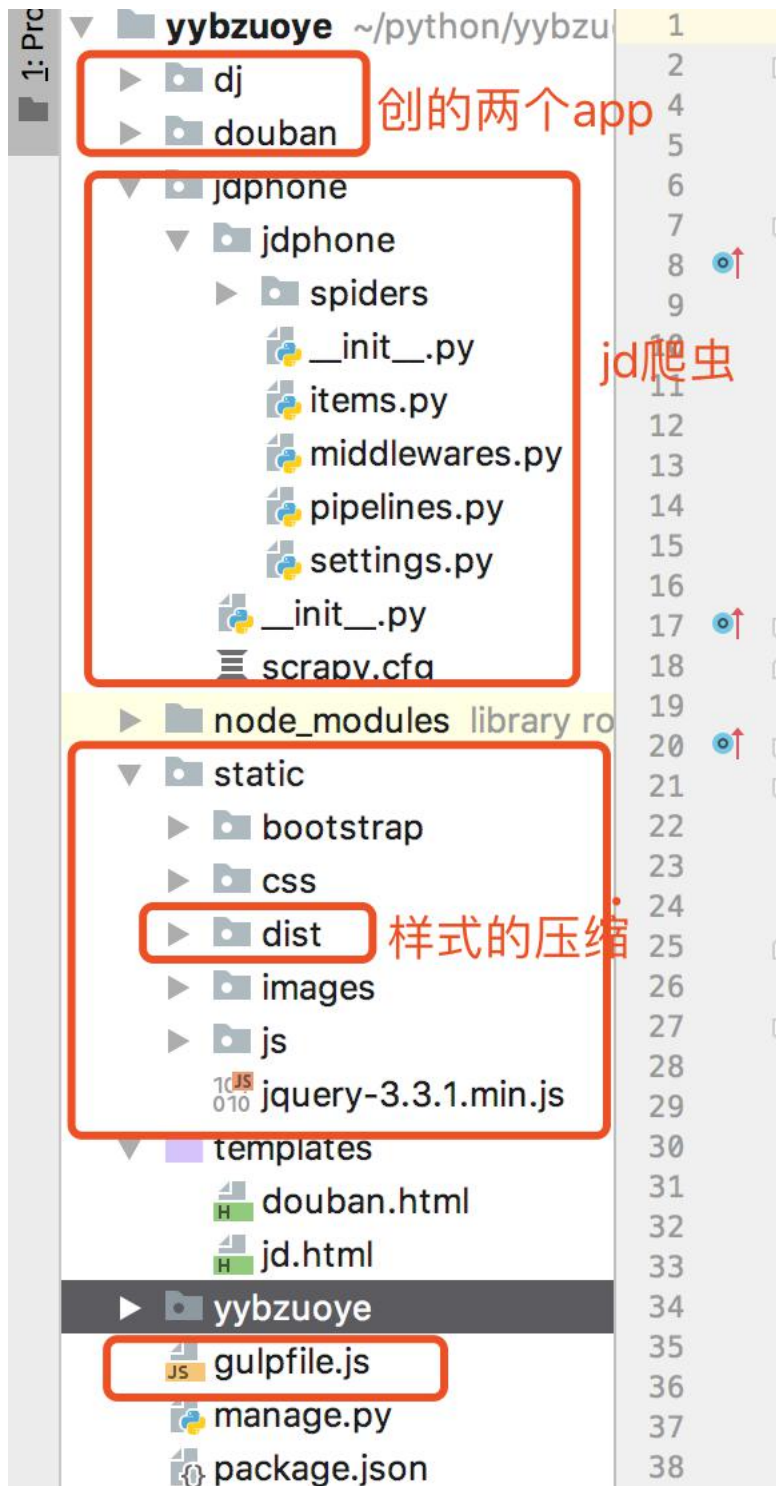 1: Pro
yybzuoye ~/python/yybzu
dj
创的两个app
douban
jdphone
jdphone
spiders
__init__.py
jd爬虫
items.py
middlewares.py
pipelines.py
settings.py
__init__.py
scrapy.cfg
node_modules library ro
static
bootstrap
css
dist
样式的压缩
images
js
jquery-3.3.1.min.js
templates
douban.html
jd.html
yybzuoye
gulpfile.js
manage.py
package.json
1
2
4
5
6
7
8
9
10
11
12
13
14
15
16
17
18
19
20
21
22
23
24
25
26
27
28
29
30
31
32
33
34
35
36
37
38